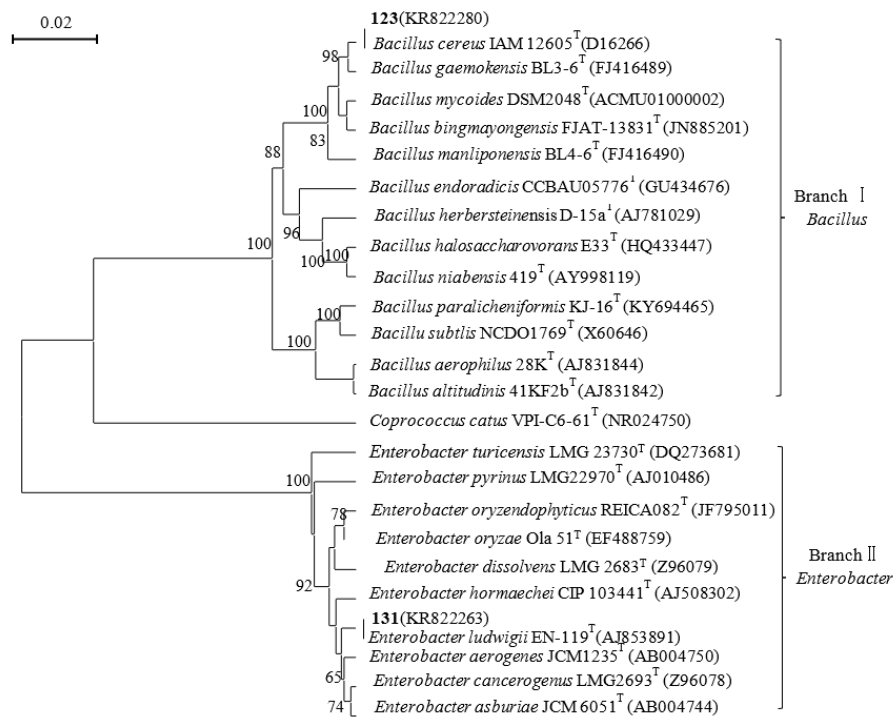 0.02
123(KR822280)
Bacillus cereus IAM 12605T(D16266)
98
Bacillus gaemokensis BL3-6T(FJ416489)
Bacillus mycoides DSM2048T(ACMU01000002)
100
Bacillus bingmayongensis FJAT-13831T(JN885201)
83
88
Bacillus manliponensis BL4-6T(FJ416490)
Bacillus endoradicis CCBAU057761(GU434676)
Branch Ⅰ
Bacillus herbersteinensis D-15a1(AJ781029)
Bacillus
96
100
Bacillus halosaccharovorans E33T(HQ433447)
100
100
Bacillus niabensis 419T(AY998119)
Bacillus paralicheniformis KJ-16T(KY694465)
100
Bacillu subtlis NCDO1769T(X60646)
100
Bacillus aerophilus 28KT(AJ831844)
Bacillus altitudinis 41KF2bT(AJ831842)
Coprococcus catus VPI-C6-61T(NR024750)
Enterobacter turicensis LMG 23730T(DQ273681)
100
Enterobacter pyrinus LMG22970T(AJ010486)
Enterobacter oryzendophyticus REICA082T(JF795011)
78
Enterobacter oryzae Ola 51T(EF488759)
Branch Ⅱ
Enterobacter dissolvens LMG 2683T(Z96079)
Enterobacter
92
Enterobacter hormaechei CIP 103441T(AJ508302)
131(KR822263)
Enterobacter ludwigii EN-119T(AJ853891)
Enterobacter aerogenes JCM1235T(AB004750)
65
Enterobacter cancerogenus LMG2693T(Z96078)
74
Enterobacter asburiae JCM 6051T(AB004744)